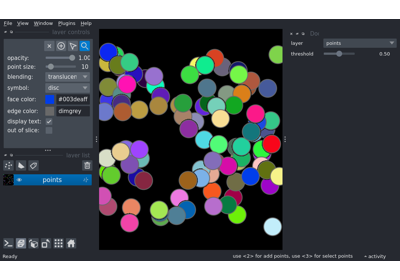 File View Window Plugins Help
layer controls
opacity: 1.00
point size: 10
blending: translucen
symbol: disc
face color: #003deaff
edge color: dimgrey
display text:
out of slice:
layer list
points
layer points
threshold 0.50
Ready
use <2> for add points, use <3> for select points
activity